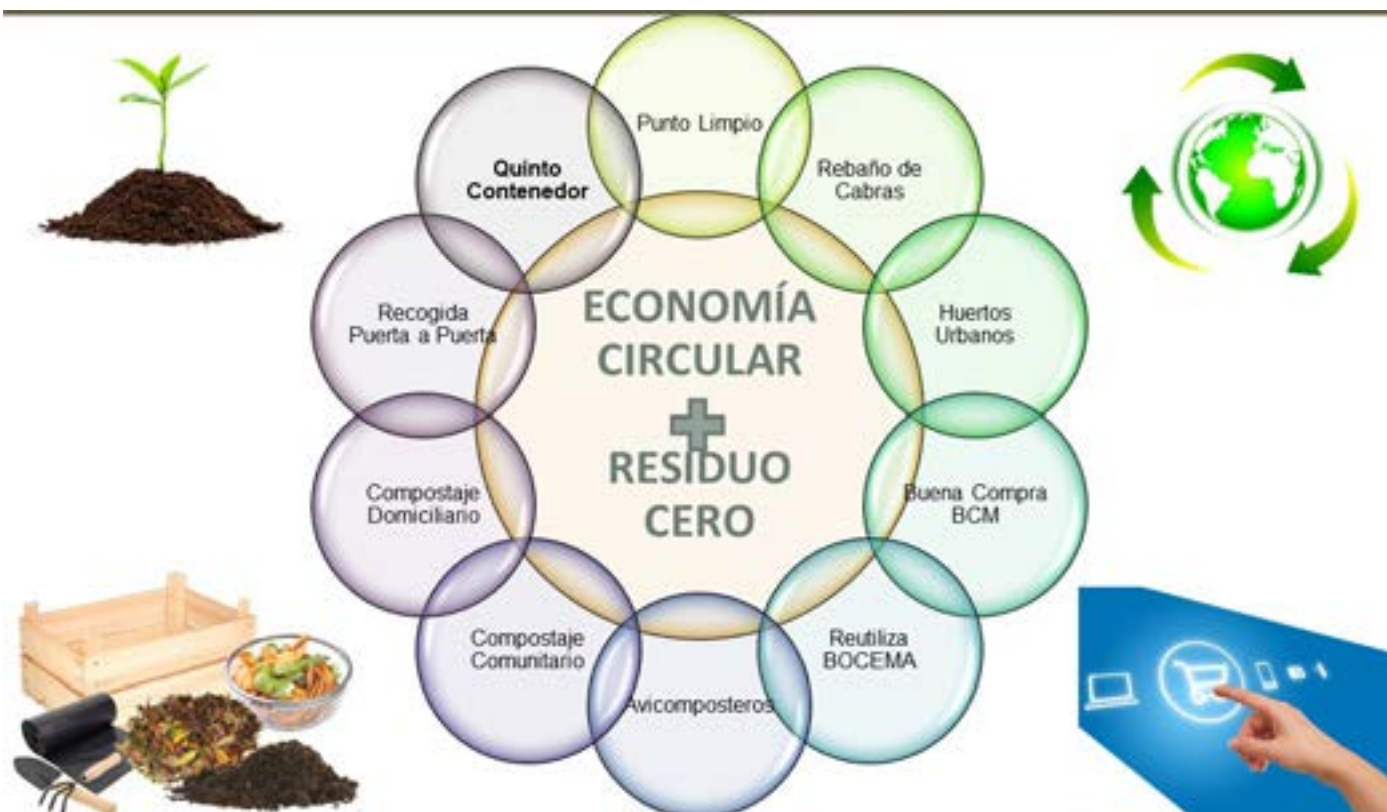 Punto Limpio
Rebaño de
Cabras
Huertos
Urbanos
Buena Compra
BCM
Reutiliza
BOCEMA
Avicomposteros
Compostaje
Comunitario
Compostaje
Domiciliario
Recogida
Puerta a Puerta
Quinto
Contenedor
ECONOMÍA
CIRCULAR
RESIDUO
CERO